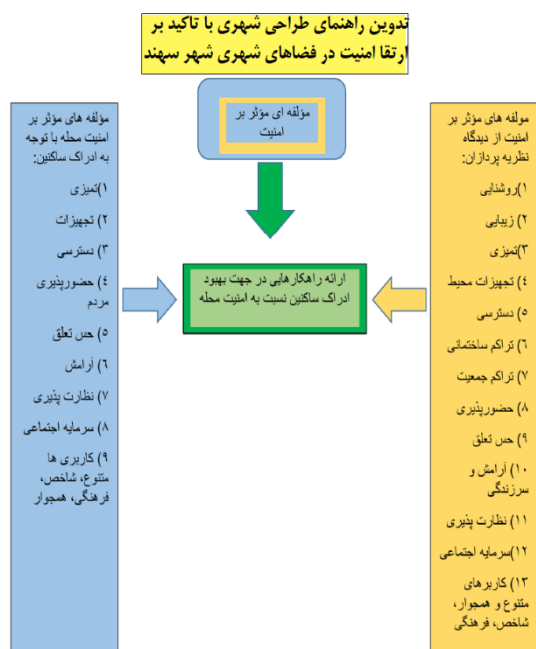 تدوین راهنمای طراحی شهری با تاکید بر
ارتقا امنیت در فضاهای شهری شهر سهند
مؤلفه ای مؤثر بر
امنیت
مولفه های مؤثر بر
امنیت از دیدگاه
نظریه پردازان:
۱)روشنایی
۲) زیبایی
۳)تمیزی
۴) تجهیزات محیط
۵) دسترسی
۶) تراکم ساختمانی
۷) تراکم جمعیت
۸) حضورپذیری
۹) حس تعلق
۱۰) آرامش و
سرزندگی
۱۱) نظارت پذیری
۱۲)سرمایه اجتماعی
۱۳) کاربرهای
متنوع و همجوار،
شاخص، فرهنگی
ارائه راهکارهایی در جهت بهبود
ادراک ساکنین نسبت به امنیت محله
مؤلفه های مؤثر بر
امنیت محله با توجه
به ادراک ساکنین:
۱)تمیزی
۲) تجهیزات
۳) دسترسی
۴) حضورپذیری
مردم
۵) حس تعلق
۶) آرامش
۷) نظارت پذیری
۸) سرمایه اجتماعی
۹) کاربری ها
متنوع، شاخص،
فرهنگی، همجوار